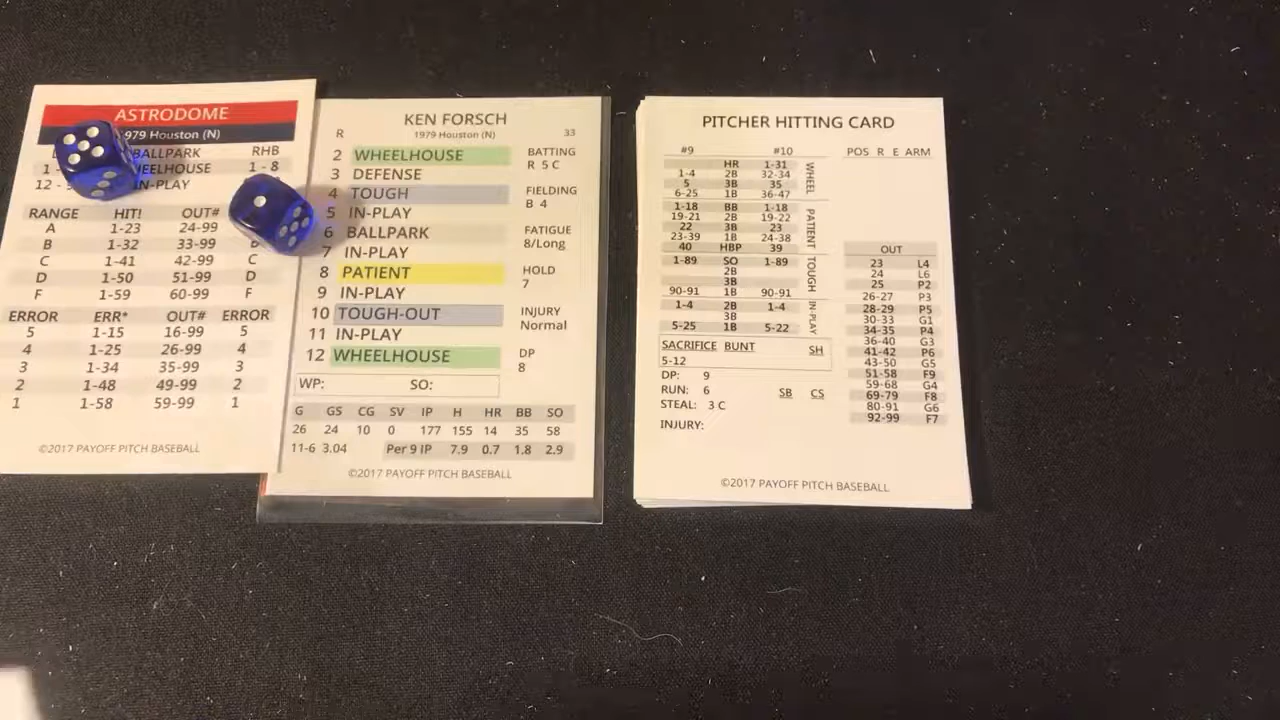 ASTRODOME
979 Houston (N)
BALLPARK RHB
1 - EELHOUSE 1 - 8
12 - IN-PLAY
RANGE HIT! OUT#
A 1-23 24-99
B 1-32 33-99 B
C 1-41 42-99 C
D 1-50 51-99 D
F 1-59 60-99 F
ERROR ERR* OUT# ERROR
5 1-15 16-99 5
4 1-25 26-99 4
3 1-34 35-99 3
2 1-48 49-99 2
1 1-58 59-99 1
©2017 PAYOFF PITCH BASEBALL
KEN FORSCH
R 1979 Houston (N) 33
2 WHEELHOUSE
3 DEFENSE
4 TOUGH
5 IN-PLAY
6 BALLPARK
7 IN-PLAY
8 PATIENT
9 IN-PLAY
10 TOUGH-OUT
11 IN-PLAY
12 WHEELHOUSE
BATTING
R 5 C
FIELDING
B 4
FATIGUE
8/Long
HOLD
7
INJURY
Normal
DP
8
WP: SO:
G GS CG SV IP H HR BB SO
26 24 10 0 177 155 14 35 58
11-6 3.04 Per 9 IP 7.9 0.7 1.8 2.9
©2017 PAYOFF PITCH BASEBALL
PITCHER HITTING CARD
#9 #10
HR 1-31
1-4 2B 32-34
5 3B 35
6-25 1B 36-47
WHEEL
1-18 BB 1-18
19-21 2B 19-22
22 3B 23
23-39 1B 24-38
40 HBP 39
PATIENT
1-89 SO 1-89
2B
3B
90-91 1B 90-91
TOUGH
1-4 2B 1-4
3B
5-25 1B 5-22
IN-PLAY
SACRIFICE BUNT SH
5-12
DP: 9
RUN: 6 SB CS
STEAL: 3 C
INJURY:
POS R E ARM
OUT
23 L4
24 L6
25 P2
26-27 P3
28-29 P5
30-33 G1
34-35 P4
36-40 G3
41-42 P6
43-50 G5
51-58 F9
59-68 G4
69-79 F8
80-91 G6
92-99 F7
©2017 PAYOFF PITCH BASEBALL